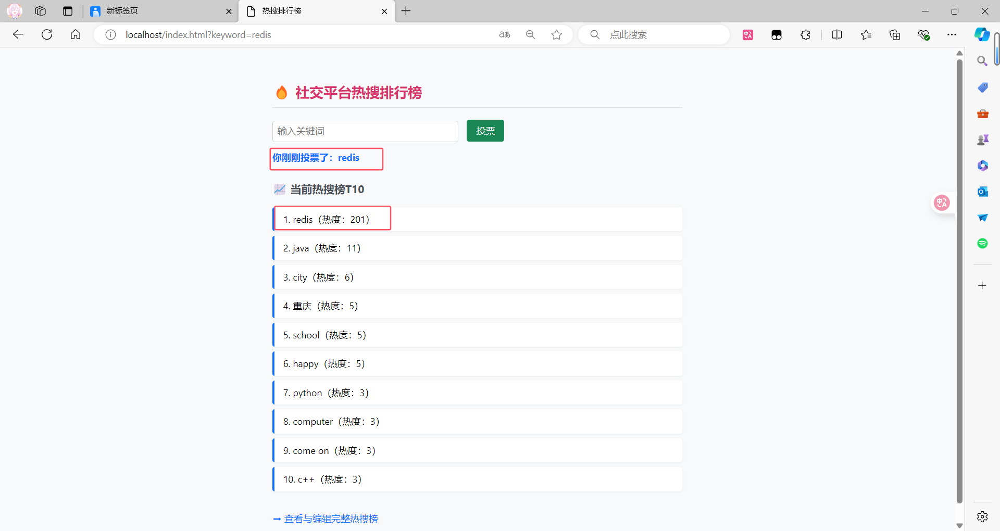 新标签页
热搜排行榜
localhost/index.html?keyword=redis
aあ
点此搜索
社交平台热搜排行榜
输入关键词
投票
你刚刚投票了：redis
当前热搜榜T10
1. redis（热度：201）
2. java（热度：11）
3. city（热度：6）
4. 重庆（热度：5）
5. school（热度：5）
6. happy（热度：5）
7. python（热度：3）
8. computer（热度：3）
9. come on（热度：3）
10. c++（热度：3）
→ 查看与编辑完整热搜榜